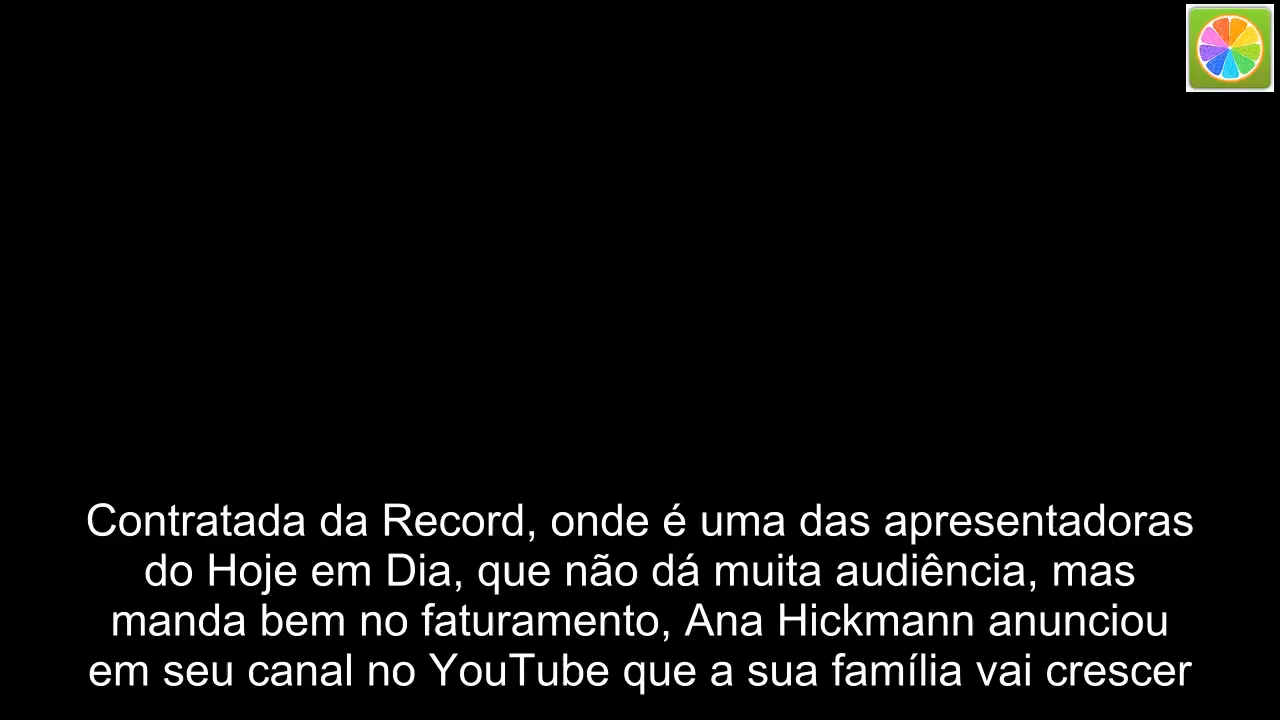 Contratada da Record, onde é uma das apresentadoras
do Hoje em Dia, que não dá muita audiência, mas
manda bem no faturamento, Ana Hickmann anunciou
em seu canal no YouTube que a sua família vai crescer